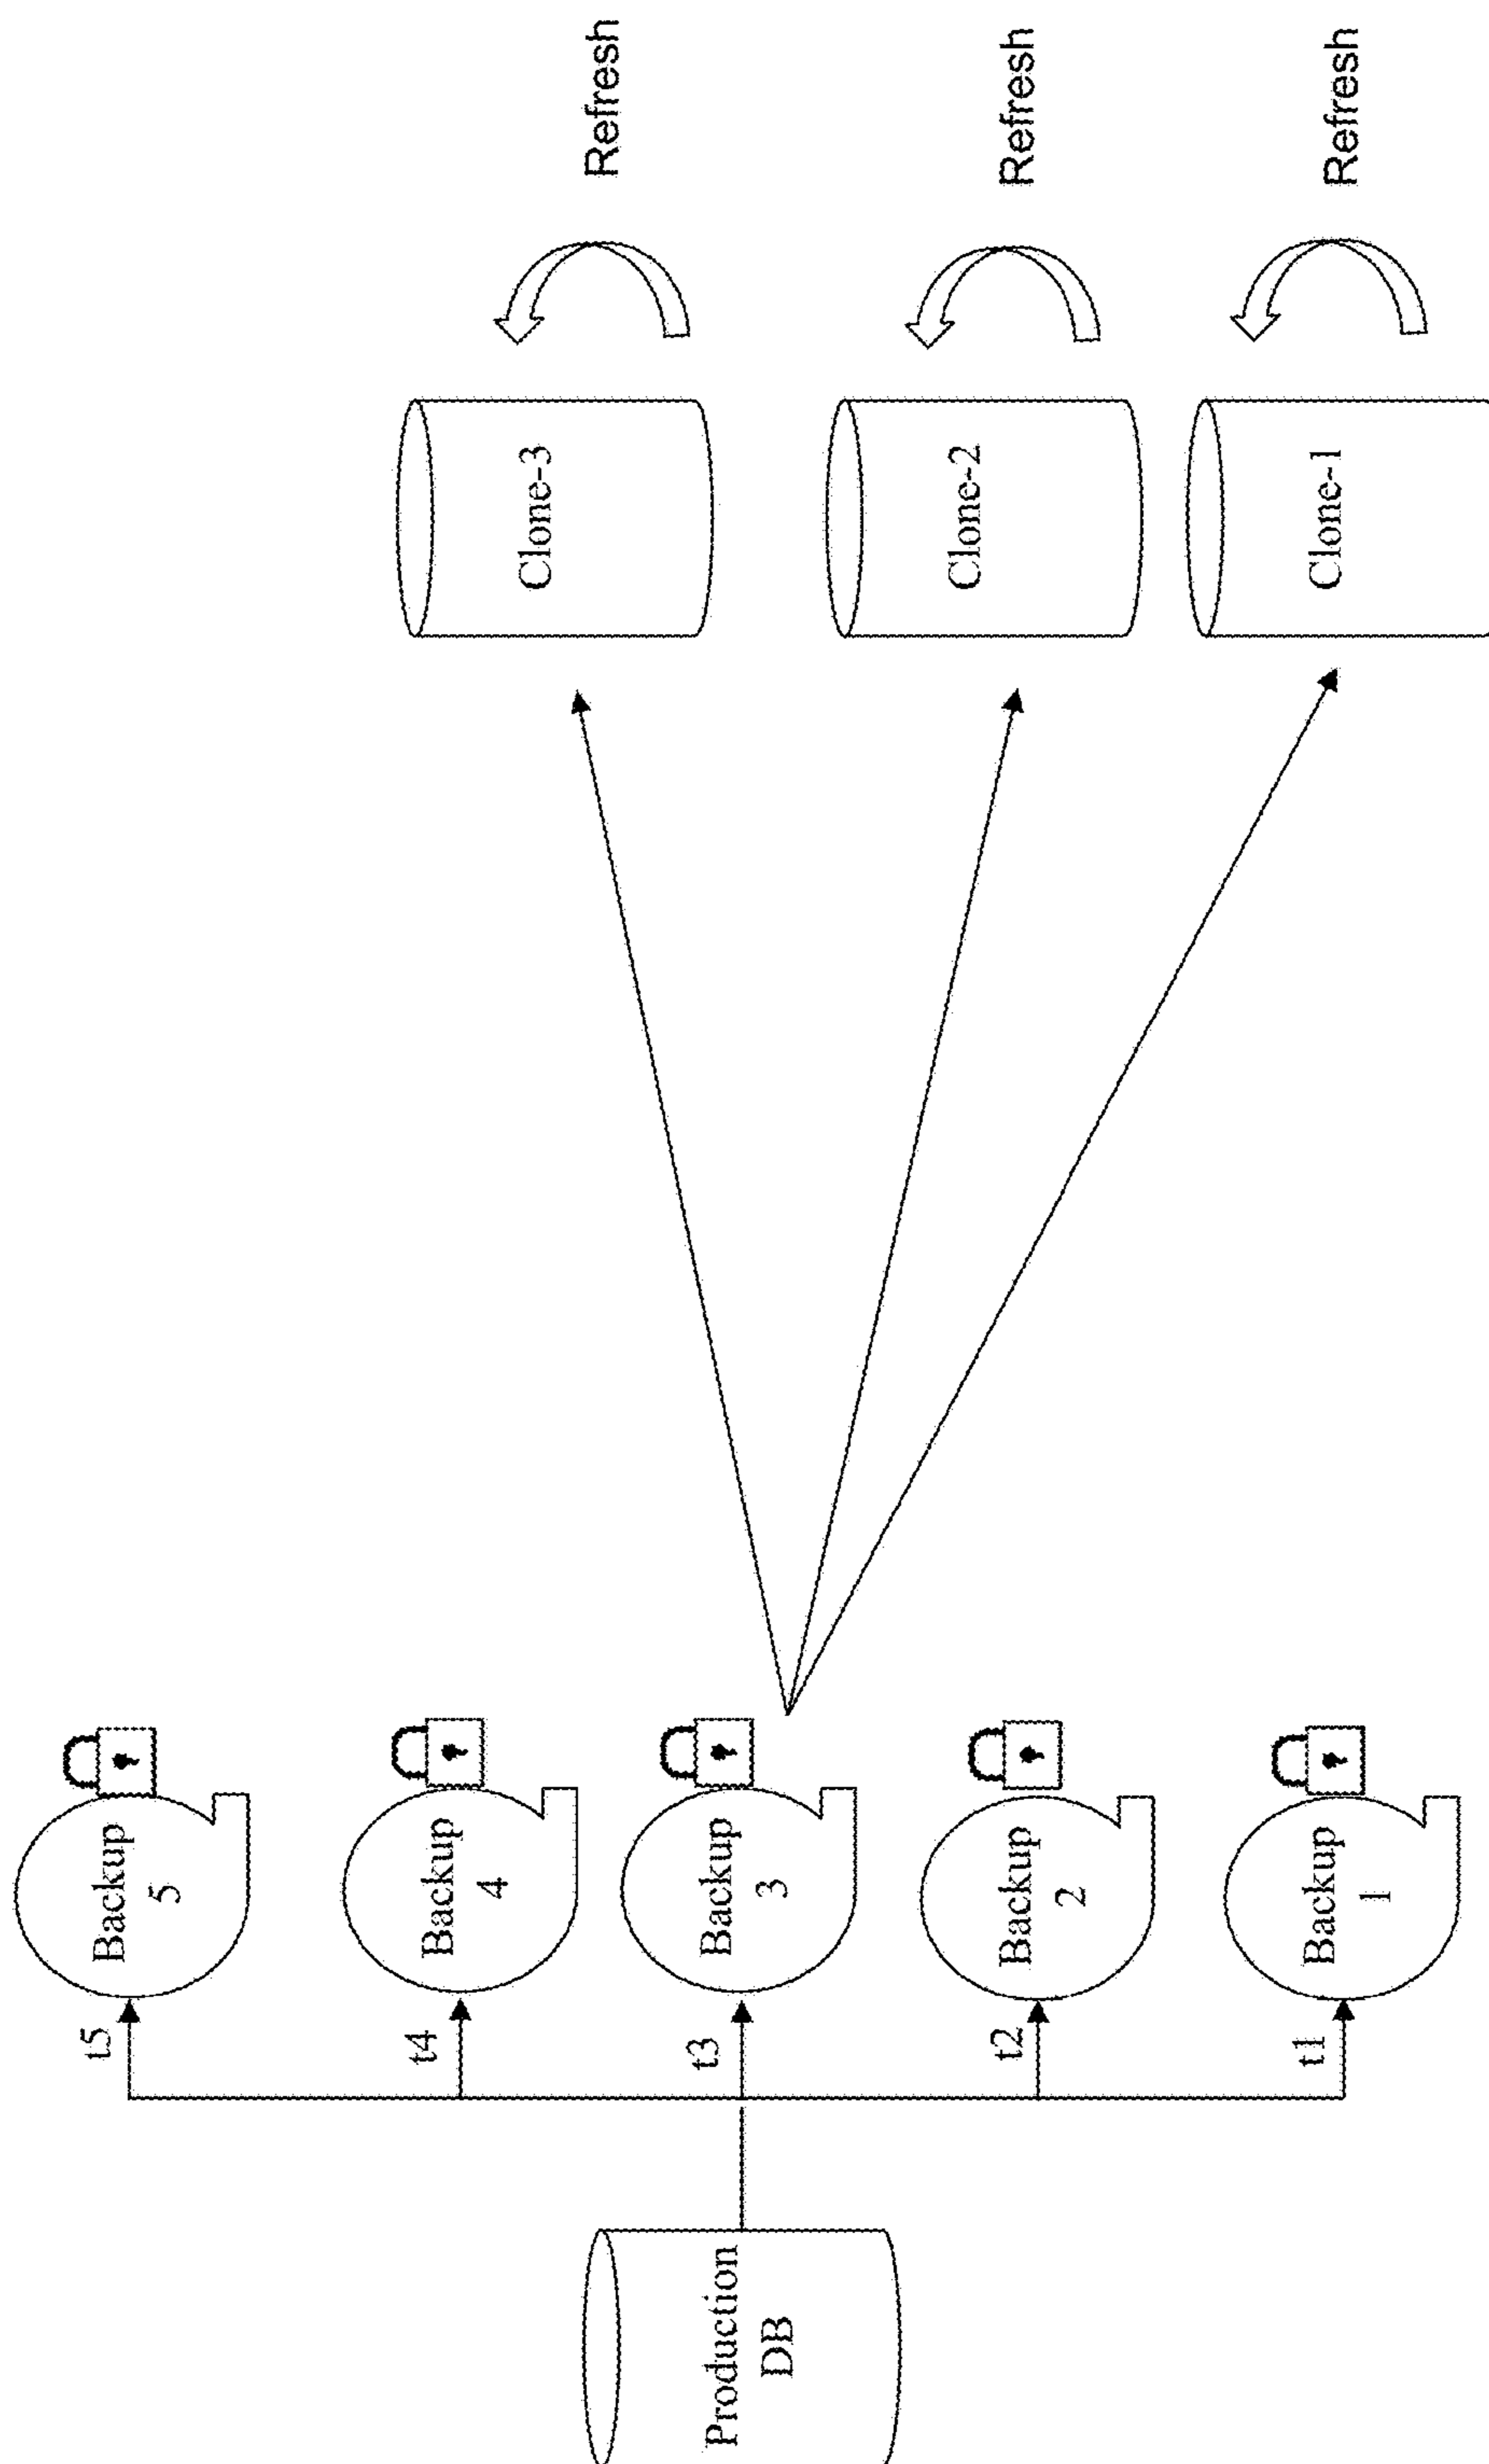 t5
Backup
5
t4
Backup
4
Production
DB
t3
Backup
3
t2
Backup
2
t1
Backup
1
Clone-3
Refresh
Clone-2
Refresh
Clone-1
Refresh